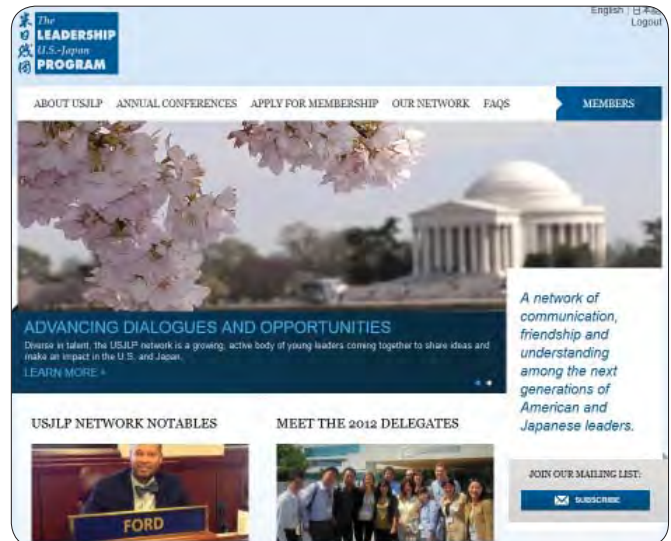 English | 日本語
Logout
The
LEADERSHIP
U.S.-Japan
PROGRAM
ABOUT USJLP ANNUAL CONFERENCES APPLY FOR MEMBERSHIP OUR NETWORK FAQS MEMBERS
ADVANCING DIALOGUES AND OPPORTUNITIES
Diverse in talent, the USJLP network is a growing, active body of young leaders coming together to share ideas and
make an impact in the U.S. and Japan.
LEARN MORE
A network of
communication,
friendship and
understanding
among the next
generations of
American and
Japanese leaders.
USJLP NETWORK NOTABLES
MEET THE 2012 DELEGATES
FORD
JOIN OUR MAILING LIST:
SUBSCRIBE